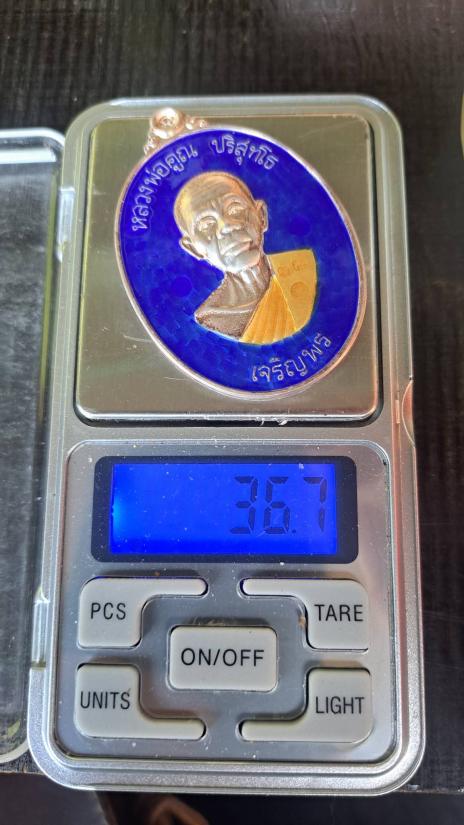 หลวงพ่อคูณ ปริสุทฺโธ
เจริญพร
36.7
PCS
TARE
ON/OFF
UNITS
LIGHT